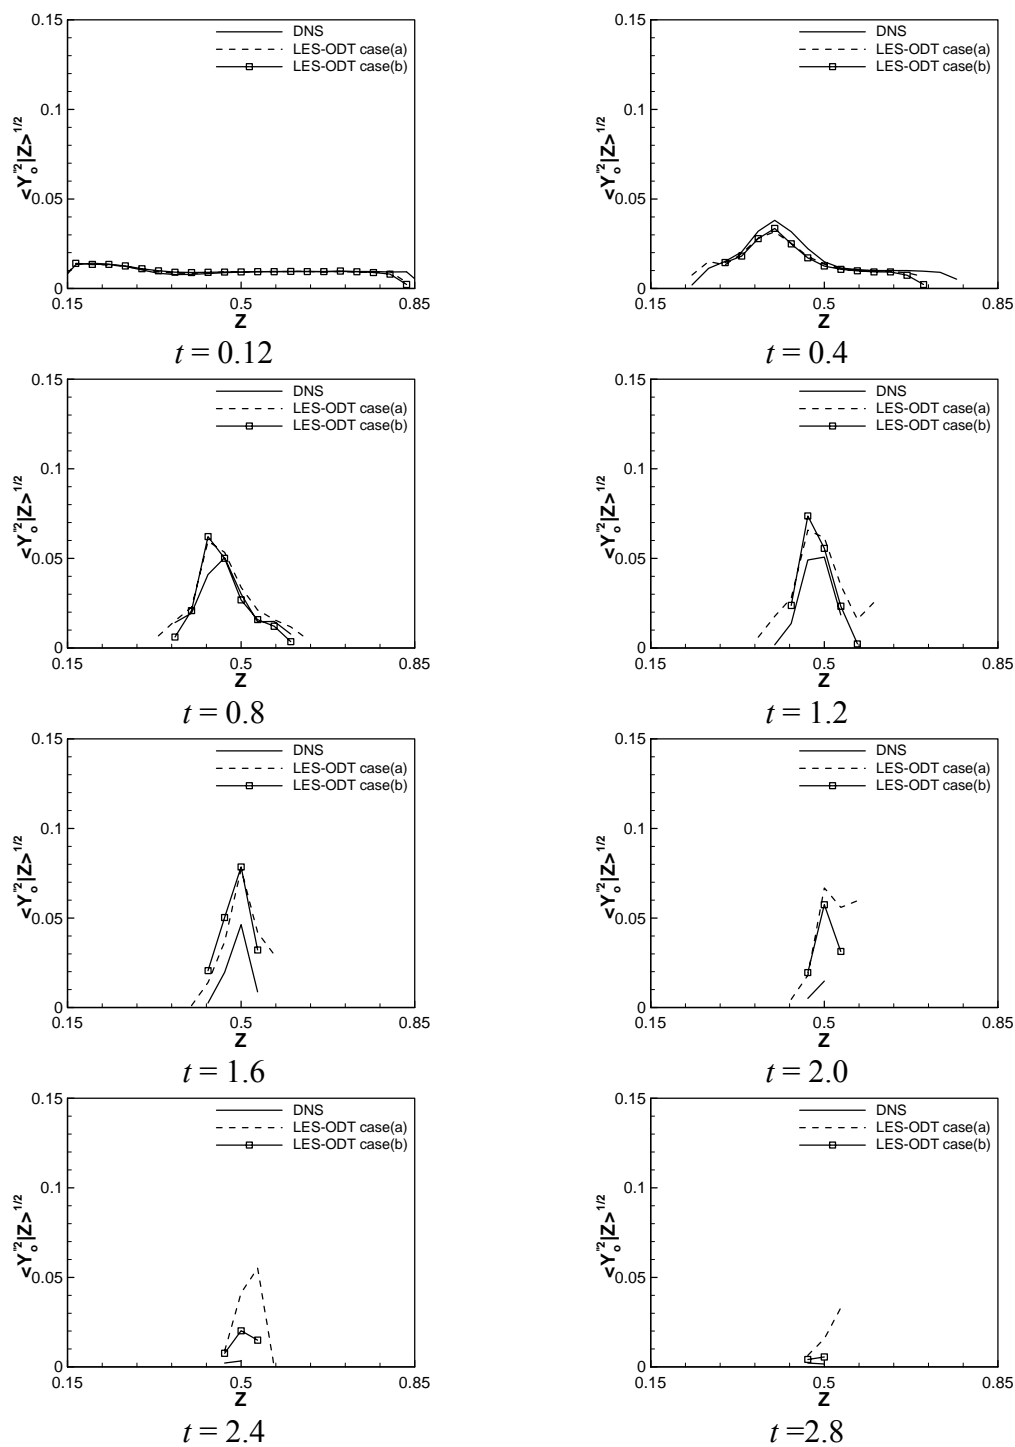 0.15
DNS
LES-ODT case(a)
LES-ODT case(b)
0.1
<Y"²ₒ|Z>^1/2
0.05
0
0.15
0.5
0.85
Z
t = 0.12
0.15
DNS
LES-ODT case(a)
LES-ODT case(b)
0.1
<Y"²ₒ|Z>^1/2
0.05
0
0.15
0.5
0.85
Z
t = 0.4
0.15
DNS
LES-ODT case(a)
LES-ODT case(b)
0.1
<Y"²ₒ|Z>^1/2
0.05
0
0.15
0.5
0.85
Z
t = 0.8
0.15
DNS
LES-ODT case(a)
LES-ODT case(b)
0.1
<Y"²ₒ|Z>^1/2
0.05
0
0.15
0.5
0.85
Z
t = 1.2
0.15
DNS
LES-ODT case(a)
LES-ODT case(b)
0.1
<Y"²ₒ|Z>^1/2
0.05
0
0.15
0.5
0.85
Z
t = 1.6
0.15
DNS
LES-ODT case(a)
LES-ODT case(b)
0.1
<Y"²ₒ|Z>^1/2
0.05
0
0.15
0.5
0.85
Z
t = 2.0
0.15
DNS
LES-ODT case(a)
LES-ODT case(b)
0.1
<Y"²ₒ|Z>^1/2
0.05
0
0.15
0.5
0.85
Z
t = 2.4
0.15
DNS
LES-ODT case(a)
LES-ODT case(b)
0.1
<Y"²ₒ|Z>^1/2
0.05
0
0.15
0.5
0.85
Z
t =2.8